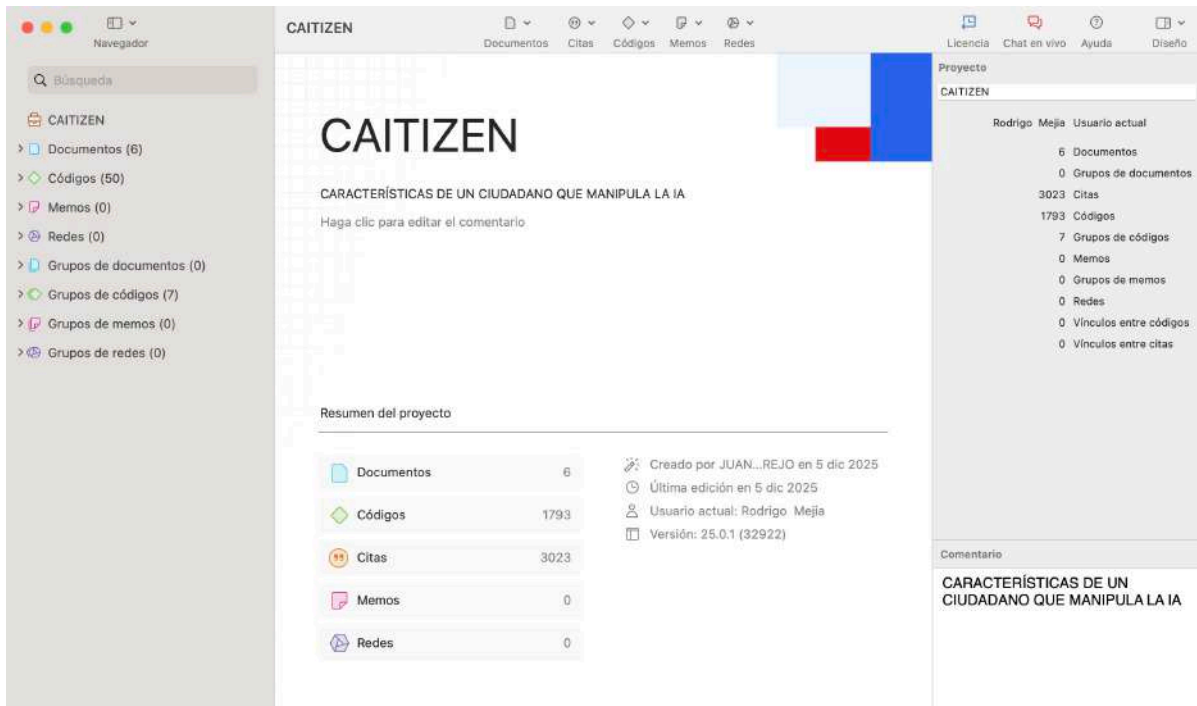 Navegador
Búsqueda
CAITIZEN
Documentos (6)
Códigos (50)
Memos (0)
Redes (0)
Grupos de documentos (0)
Grupos de códigos (7)
Grupos de memos (0)
Grupos de redes (0)
CAITIZEN
Documentos Citas Códigos Memos Redes
Licencia Chat en vivo Ayuda Diseño
CAITIZEN
CARACTERÍSTICAS DE UN CIUDADANO QUE MANIPULA LA IA
Haga clic para editar el comentario
Resumen del proyecto
Documentos 6
Códigos 1793
Citas 3023
Memos 0
Redes 0
Creado por JUAN...REJO en 5 dic 2025
Última edición en 5 dic 2025
Usuario actual: Rodrigo Mejia
Versión: 25.0.1 (32922)
Proyecto
CAITIZEN
Rodrigo Mejia Usuario actual
6 Documentos
0 Grupos de documentos
3023 Citas
1793 Códigos
7 Grupos de códigos
0 Memos
0 Grupos de memos
0 Redes
0 Vínculos entre códigos
0 Vínculos entre citas
Comentario
CARACTERÍSTICAS DE UN
CIUDADANO QUE MANIPULA LA IA